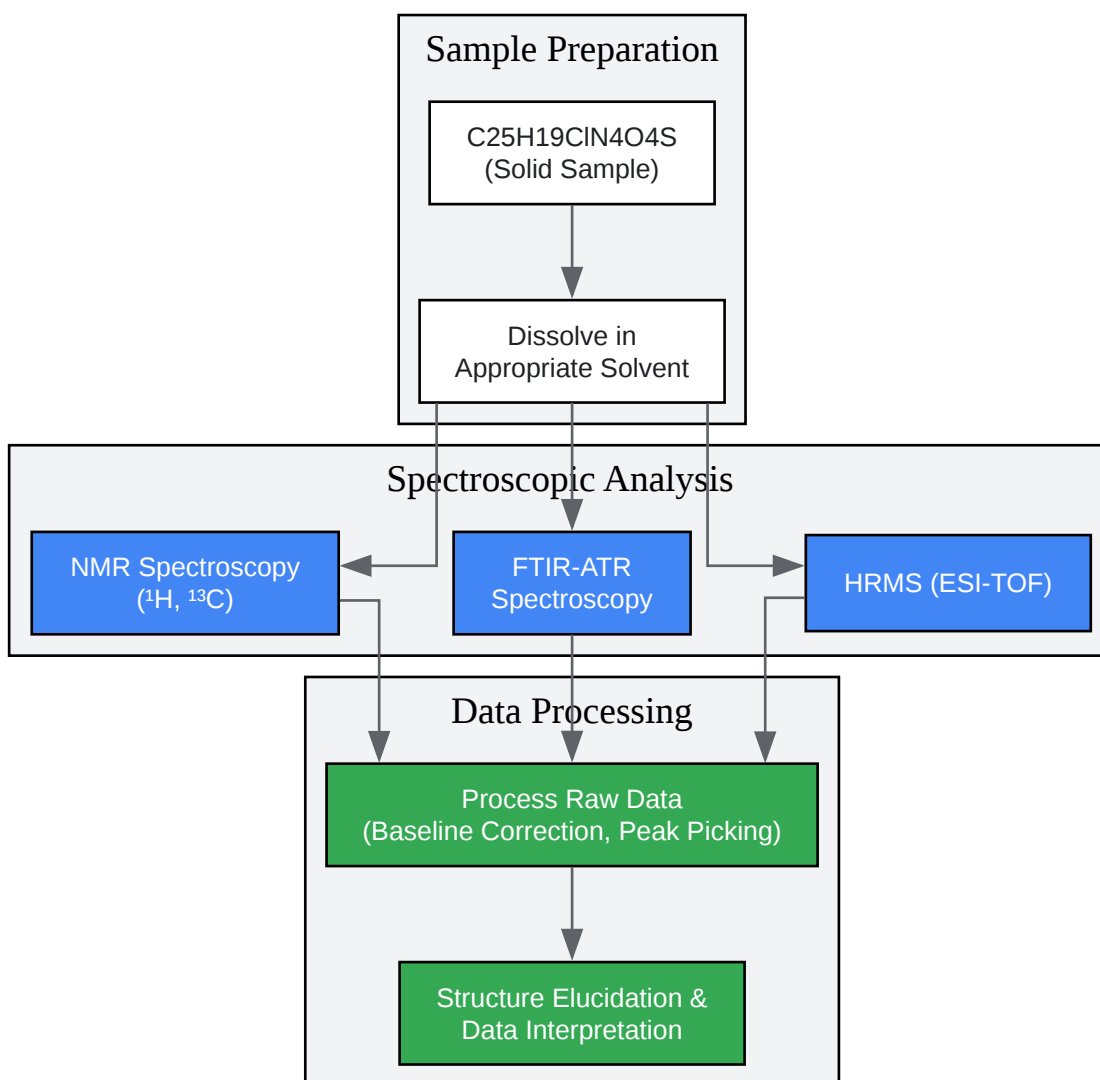 Sample Preparation
C25H19ClN4O4S
(Solid Sample)
Dissolve in
Appropriate Solvent
Spectroscopic Analysis
NMR Spectroscopy
(¹H, ¹³C)
FTIR-ATR
Spectroscopy
HRMS (ESI-TOF)
Data Processing
Process Raw Data
(Baseline Correction, Peak Picking)
Structure Elucidation &
Data Interpretation